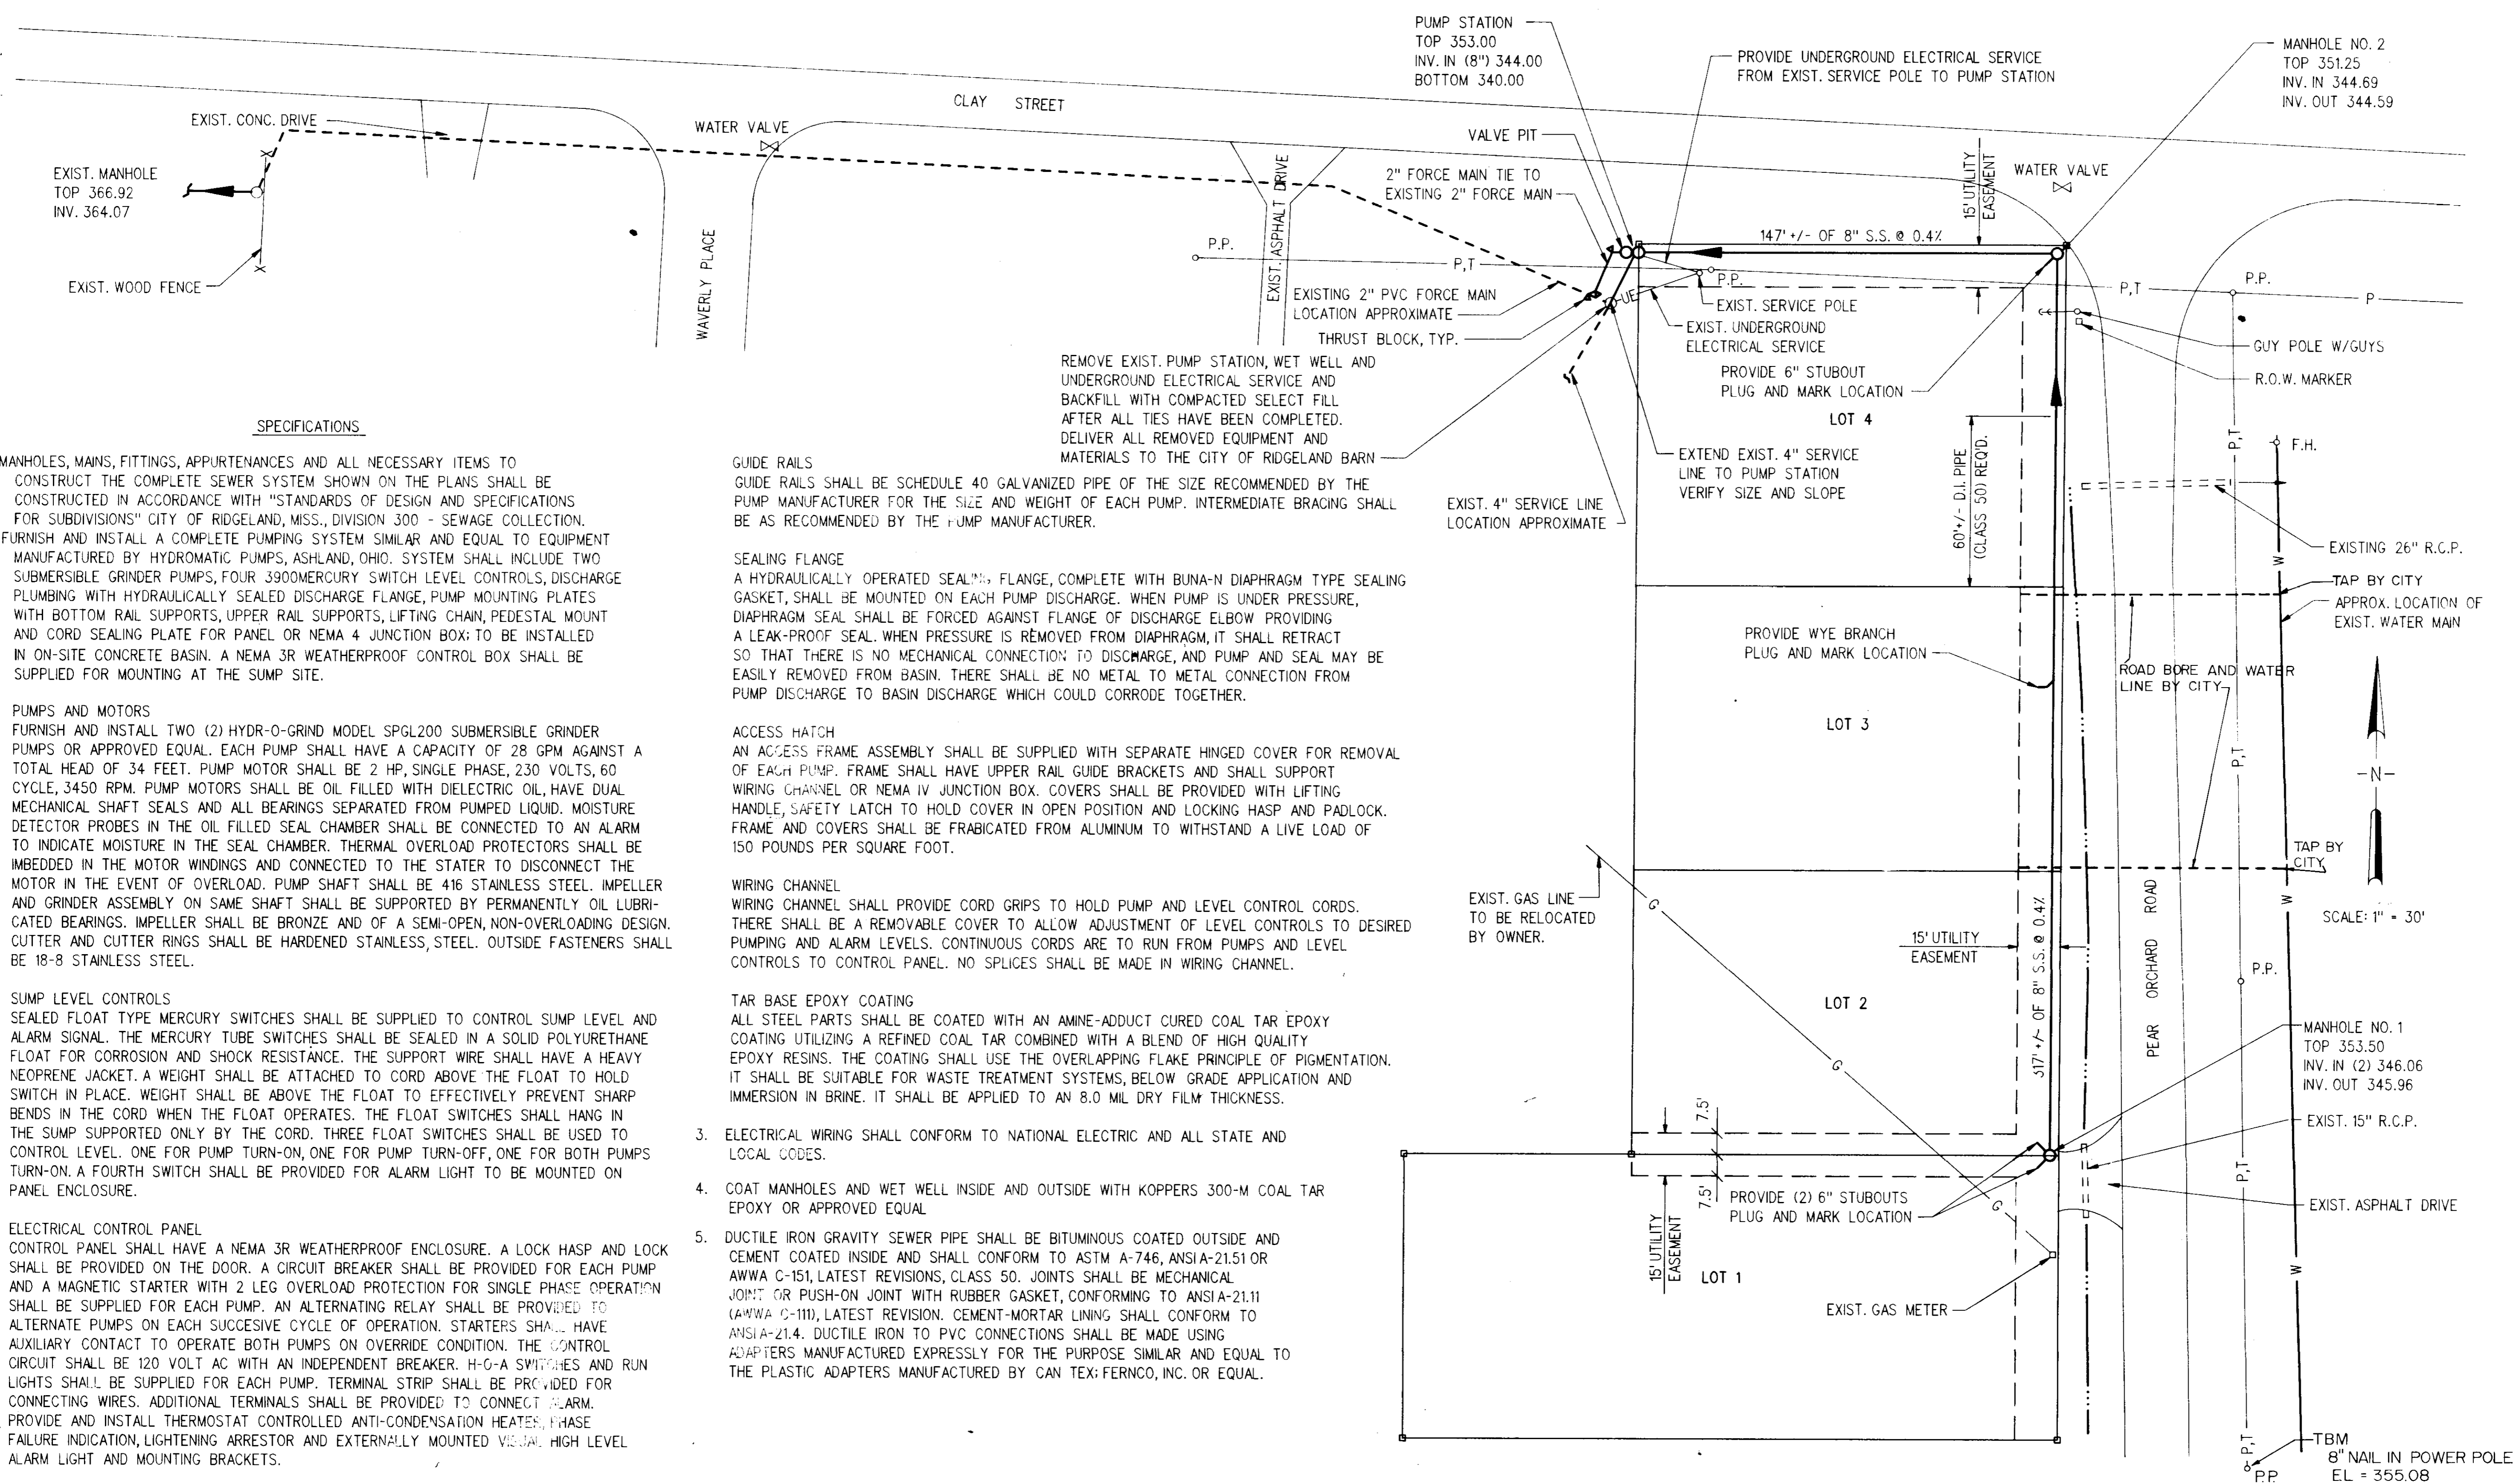 PUMP STATION
TOP 353.00
INV. IN (8") 344.00
BOTTOM 340.00
PROVIDE UNDERGROUND ELECTRICAL SERVICE
FROM EXIST. SERVICE POLE TO PUMP STATION
MANHOLE NO. 2
TOP 351.25
INV. IN 344.69
INV. OUT 344.59
CLAY STREET
EXIST. CONC. DRIVE
WATER VALVE
VALVE PIT
EXIST. MANHOLE
TOP 366.92
INV. 364.07
X
X
EXIST. WOOD FENCE
WAVERLY PLACE
EXIST. ASPHALT DRIVE
2" FORCE MAIN TIE TO
EXISTING 2" FORCE MAIN
15' UTILITY
EASEMENT
WATER VALVE
147' +/- OF 8" S.S. @ 0.4%
P.P.
P,T
P.P.
P,T
P.P.
P
UE
EXISTING 2" PVC FORCE MAIN
LOCATION APPROXIMATE
THRUST BLOCK, TYP.
EXIST. SERVICE POLE
EXIST. UNDERGROUND
ELECTRICAL SERVICE
GUY POLE W/GUYS
R.O.W. MARKER
REMOVE EXIST. PUMP STATION, WET WELL AND
UNDERGROUND ELECTRICAL SERVICE AND
BACKFILL WITH COMPACTED SELECT FILL
AFTER ALL TIES HAVE BEEN COMPLETED.
DELIVER ALL REMOVED EQUIPMENT AND
MATERIALS TO THE CITY OF RIDGELAND BARN
PROVIDE 6" STUBOUT
PLUG AND MARK LOCATION
LOT 4
EXTEND EXIST. 4" SERVICE
LINE TO PUMP STATION
VERIFY SIZE AND SLOPE
EXIST. 4" SERVICE LINE
LOCATION APPROXIMATE
60'+/- D.I. PIPE
(CLASS 50) REQ'D.
P,T
F.H.
EXISTING 26" R.C.P.
W
TAP BY CITY
APPROX. LOCATION OF
EXIST. WATER MAIN
PROVIDE WYE BRANCH
PLUG AND MARK LOCATION
ROAD BORE AND WATER
LINE BY CITY
LOT 3
P,T
-N-
TAP BY
CITY
W
SCALE: 1" = 30'
EXIST. GAS LINE
TO BE RELOCATED
BY OWNER.
G
15' UTILITY
EASEMENT
317' +/- OF 8" S.S. @ 0.4%
PEAR ORCHARD ROAD
P.P.
LOT 2
G
MANHOLE NO. 1
TOP 353.50
INV. IN (2) 346.06
INV. OUT 345.96
EXIST. 15" R.C.P.
7.5'
7.5'
G
PROVIDE (2) 6" STUBOUTS
PLUG AND MARK LOCATION
P,T
EXIST. ASPHALT DRIVE
15' UTILITY
EASEMENT
LOT 1
W
EXIST. GAS METER
P,T
P.P.
TBM
8" NAIL IN POWER POLE
EL = 355.08
SPECIFICATIONS
MANHOLES, MAINS, FITTINGS, APPURTENANCES AND ALL NECESSARY ITEMS TO
CONSTRUCT THE COMPLETE SEWER SYSTEM SHOWN ON THE PLANS SHALL BE
CONSTRUCTED IN ACCORDANCE WITH "STANDARDS OF DESIGN AND SPECIFICATIONS
FOR SUBDIVISIONS" CITY OF RIDGELAND, MISS., DIVISION 300 - SEWAGE COLLECTION.
FURNISH AND INSTALL A COMPLETE PUMPING SYSTEM SIMILAR AND EQUAL TO EQUIPMENT
MANUFACTURED BY HYDROMATIC PUMPS, ASHLAND, OHIO. SYSTEM SHALL INCLUDE TWO
SUBMERSIBLE GRINDER PUMPS, FOUR 3900MERCURY SWITCH LEVEL CONTROLS, DISCHARGE
PLUMBING WITH HYDRAULICALLY SEALED DISCHARGE FLANGE, PUMP MOUNTING PLATES
WITH BOTTOM RAIL SUPPORTS, UPPER RAIL SUPPORTS, LIFTING CHAIN, PEDESTAL MOUNT
AND CORD SEALING PLATE FOR PANEL OR NEMA 4 JUNCTION BOX; TO BE INSTALLED
IN ON-SITE CONCRETE BASIN. A NEMA 3R WEATHERPROOF CONTROL BOX SHALL BE
SUPPLIED FOR MOUNTING AT THE SUMP SITE.
PUMPS AND MOTORS
FURNISH AND INSTALL TWO (2) HYDR-O-GRIND MODEL SPGL200 SUBMERSIBLE GRINDER
PUMPS OR APPROVED EQUAL. EACH PUMP SHALL HAVE A CAPACITY OF 28 GPM AGAINST A
TOTAL HEAD OF 34 FEET. PUMP MOTOR SHALL BE 2 HP, SINGLE PHASE, 230 VOLTS, 60
CYCLE, 3450 RPM. PUMP MOTORS SHALL BE OIL FILLED WITH DIELECTRIC OIL, HAVE DUAL
MECHANICAL SHAFT SEALS AND ALL BEARINGS SEPARATED FROM PUMPED LIQUID. MOISTURE
DETECTOR PROBES IN THE OIL FILLED SEAL CHAMBER SHALL BE CONNECTED TO AN ALARM
TO INDICATE MOISTURE IN THE SEAL CHAMBER. THERMAL OVERLOAD PROTECTORS SHALL BE
IMBEDDED IN THE MOTOR WINDINGS AND CONNECTED TO THE STATER TO DISCONNECT THE
MOTOR IN THE EVENT OF OVERLOAD. PUMP SHAFT SHALL BE 416 STAINLESS STEEL. IMPELLER
AND GRINDER ASSEMBLY ON SAME SHAFT SHALL BE SUPPORTED BY PERMANENTLY OIL LUBRI-
CATED BEARINGS. IMPELLER SHALL BE BRONZE AND OF A SEMI-OPEN, NON-OVERLOADING DESIGN.
CUTTER AND CUTTER RINGS SHALL BE HARDENED STAINLESS, STEEL. OUTSIDE FASTENERS SHALL
BE 18-8 STAINLESS STEEL.
SUMP LEVEL CONTROLS
SEALED FLOAT TYPE MERCURY SWITCHES SHALL BE SUPPLIED TO CONTROL SUMP LEVEL AND
ALARM SIGNAL. THE MERCURY TUBE SWITCHES SHALL BE SEALED IN A SOLID POLYURETHANE
FLOAT FOR CORROSION AND SHOCK RESISTANCE. THE SUPPORT WIRE SHALL HAVE A HEAVY
NEOPRENE JACKET. A WEIGHT SHALL BE ATTACHED TO CORD ABOVE THE FLOAT TO HOLD
SWITCH IN PLACE. WEIGHT SHALL BE ABOVE THE FLOAT TO EFFECTIVELY PREVENT SHARP
BENDS IN THE CORD WHEN THE FLOAT OPERATES. THE FLOAT SWITCHES SHALL HANG IN
THE SUMP SUPPORTED ONLY BY THE CORD. THREE FLOAT SWITCHES SHALL BE USED TO
CONTROL LEVEL. ONE FOR PUMP TURN-ON, ONE FOR PUMP TURN-OFF, ONE FOR BOTH PUMPS
TURN-ON. A FOURTH SWITCH SHALL BE PROVIDED FOR ALARM LIGHT TO BE MOUNTED ON
PANEL ENCLOSURE.
ELECTRICAL CONTROL PANEL
CONTROL PANEL SHALL HAVE A NEMA 3R WEATHERPROOF ENCLOSURE. A LOCK HASP AND LOCK
SHALL BE PROVIDED ON THE DOOR. A CIRCUIT BREAKER SHALL BE PROVIDED FOR EACH PUMP
AND A MAGNETIC STARTER WITH 2 LEG OVERLOAD PROTECTION FOR SINGLE PHASE OPERATION
SHALL BE SUPPLIED FOR EACH PUMP. AN ALTERNATING RELAY SHALL BE PROVIDED TO
ALTERNATE PUMPS ON EACH SUCCESIVE CYCLE OF OPERATION. STARTERS SHALL HAVE
AUXILIARY CONTACT TO OPERATE BOTH PUMPS ON OVERRIDE CONDITION. THE CONTROL
CIRCUIT SHALL BE 120 VOLT AC WITH AN INDEPENDENT BREAKER. H-O-A SWITCHES AND RUN
LIGHTS SHALL BE SUPPLIED FOR EACH PUMP. TERMINAL STRIP SHALL BE PROVIDED FOR
CONNECTING WIRES. ADDITIONAL TERMINALS SHALL BE PROVIDED TO CONNECT ALARM.
PROVIDE AND INSTALL THERMOSTAT CONTROLLED ANTI-CONDENSATION HEATER, PHASE
FAILURE INDICATION, LIGHTENING ARRESTOR AND EXTERNALLY MOUNTED VISUAL HIGH LEVEL
ALARM LIGHT AND MOUNTING BRACKETS.
GUIDE RAILS
GUIDE RAILS SHALL BE SCHEDULE 40 GALVANIZED PIPE OF THE SIZE RECOMMENDED BY THE
PUMP MANUFACTURER FOR THE SIZE AND WEIGHT OF EACH PUMP. INTERMEDIATE BRACING SHALL
BE AS RECOMMENDED BY THE PUMP MANUFACTURER.
SEALING FLANGE
A HYDRAULICALLY OPERATED SEALING FLANGE, COMPLETE WITH BUNA-N DIAPHRAGM TYPE SEALING
GASKET, SHALL BE MOUNTED ON EACH PUMP DISCHARGE. WHEN PUMP IS UNDER PRESSURE,
DIAPHRAGM SEAL SHALL BE FORCED AGAINST FLANGE OF DISCHARGE ELBOW PROVIDING
A LEAK-PROOF SEAL. WHEN PRESSURE IS REMOVED FROM DIAPHRAGM, IT SHALL RETRACT
SO THAT THERE IS NO MECHANICAL CONNECTION TO DISCHARGE, AND PUMP AND SEAL MAY BE
EASILY REMOVED FROM BASIN. THERE SHALL BE NO METAL TO METAL CONNECTION FROM
PUMP DISCHARGE TO BASIN DISCHARGE WHICH COULD CORRODE TOGETHER.
ACCESS HATCH
AN ACCESS FRAME ASSEMBLY SHALL BE SUPPLIED WITH SEPARATE HINGED COVER FOR REMOVAL
OF EACH PUMP. FRAME SHALL HAVE UPPER RAIL GUIDE BRACKETS AND SHALL SUPPORT
WIRING CHANNEL OR NEMA IV JUNCTION BOX. COVERS SHALL BE PROVIDED WITH LIFTING
HANDLE, SAFETY LATCH TO HOLD COVER IN OPEN POSITION AND LOCKING HASP AND PADLOCK.
FRAME AND COVERS SHALL BE FRABICATED FROM ALUMINUM TO WITHSTAND A LIVE LOAD OF
150 POUNDS PER SQUARE FOOT.
WIRING CHANNEL
WIRING CHANNEL SHALL PROVIDE CORD GRIPS TO HOLD PUMP AND LEVEL CONTROL CORDS.
THERE SHALL BE A REMOVABLE COVER TO ALLOW ADJUSTMENT OF LEVEL CONTROLS TO DESIRED
PUMPING AND ALARM LEVELS. CONTINUOUS CORDS ARE TO RUN FROM PUMPS AND LEVEL
CONTROLS TO CONTROL PANEL. NO SPLICES SHALL BE MADE IN WIRING CHANNEL.
TAR BASE EPOXY COATING
ALL STEEL PARTS SHALL BE COATED WITH AN AMINE-ADDUCT CURED COAL TAR EPOXY
COATING UTILIZING A REFINED COAL TAR COMBINED WITH A BLEND OF HIGH QUALITY
EPOXY RESINS. THE COATING SHALL USE THE OVERLAPPING FLAKE PRINCIPLE OF PIGMENTATION.
IT SHALL BE SUITABLE FOR WASTE TREATMENT SYSTEMS, BELOW GRADE APPLICATION AND
IMMERSION IN BRINE. IT SHALL BE APPLIED TO AN 8.0 MIL DRY FILM THICKNESS.
3. ELECTRICAL WIRING SHALL CONFORM TO NATIONAL ELECTRIC AND ALL STATE AND
LOCAL CODES.
4. COAT MANHOLES AND WET WELL INSIDE AND OUTSIDE WITH KOPPERS 300-M COAL TAR
EPOXY OR APPROVED EQUAL
5. DUCTILE IRON GRAVITY SEWER PIPE SHALL BE BITUMINOUS COATED OUTSIDE AND
CEMENT COATED INSIDE AND SHALL CONFORM TO ASTM A-746, ANSI A-21.51 OR
AWWA C-151, LATEST REVISIONS, CLASS 50. JOINTS SHALL BE MECHANICAL
JOINT OR PUSH-ON JOINT WITH RUBBER GASKET, CONFORMING TO ANSI A-21.11
(AWWA C-111), LATEST REVISION. CEMENT-MORTAR LINING SHALL CONFORM TO
ANSI A-21.4. DUCTILE IRON TO PVC CONNECTIONS SHALL BE MADE USING
ADAPTERS MANUFACTURED EXPRESSLY FOR THE PURPOSE SIMILAR AND EQUAL TO
THE PLASTIC ADAPTERS MANUFACTURED BY CAN TEX; FERNCO, INC. OR EQUAL.